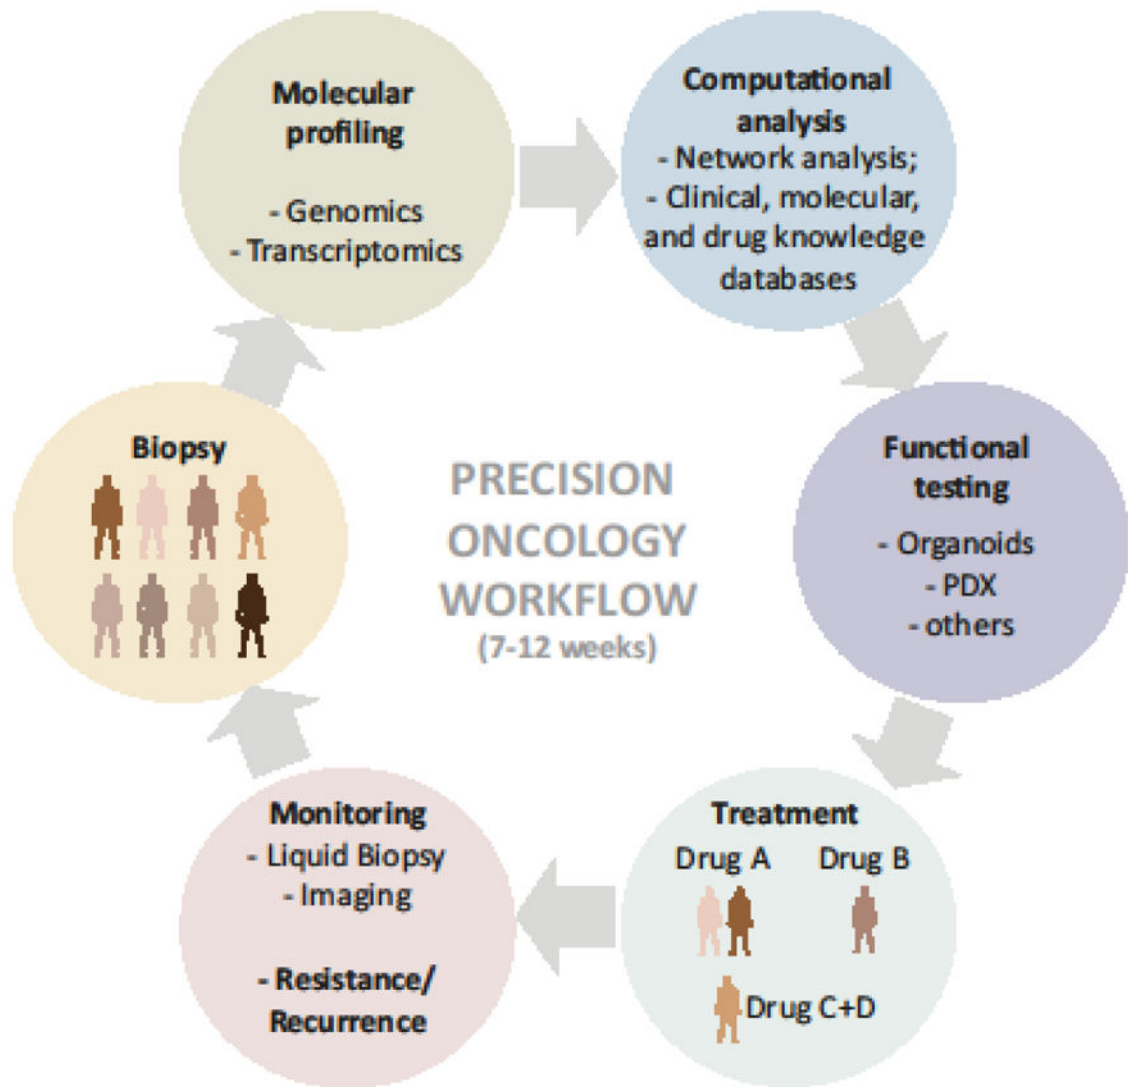 Molecular
profiling
- Genomics
- Transcriptomics
Computational
analysis
- Network analysis;
- Clinical, molecular,
and drug knowledge
databases
Biopsy
PRECISION
ONCOLOGY
WORKFLOW
(7-12 weeks)
Functional
testing
- Organoids
- PDX
- others
Monitoring
- Liquid Biopsy
- Imaging
- Resistance/
Recurrence
Treatment
Drug A
Drug B
Drug C+D